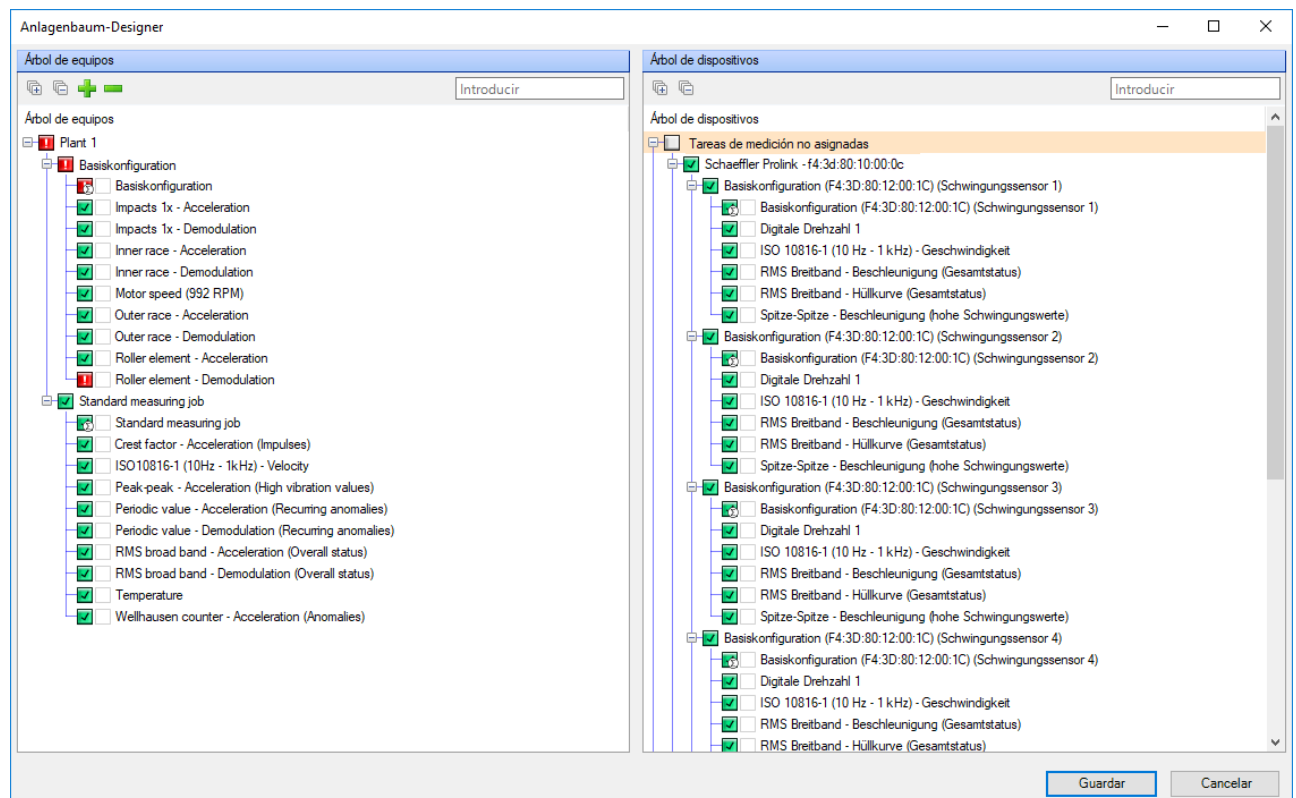 Anlagenbaum-Designer
Árbol de equipos
Introducir
Árbol de equipos
Plant 1
Basiskonfiguration
Basiskonfiguration
Impacts 1x - Acceleration
Impacts 1x - Demodulation
Inner race - Acceleration
Inner race - Demodulation
Motor speed (992 RPM)
Outer race - Acceleration
Outer race - Demodulation
Roller element - Acceleration
Roller element - Demodulation
Standard measuring job
Standard measuring job
Crest factor - Acceleration (Impulses)
ISO10816-1 (10Hz - 1kHz) - Velocity
Peak-peak - Acceleration (High vibration values)
Periodic value - Acceleration (Recurring anomalies)
Periodic value - Demodulation (Recurring anomalies)
RMS broad band - Acceleration (Overall status)
RMS broad band - Demodulation (Overall status)
Temperature
Wellhausen counter - Acceleration (Anomalies)
Árbol de dispositivos
Introducir
Árbol de dispositivos
Tareas de medición no asignadas
Schaeffler Prolink - f4:3d:80:10:00:0c
Basiskonfiguration (F4:3D:80:12:00:1C) (Schwingungssensor 1)
Basiskonfiguration (F4:3D:80:12:00:1C) (Schwingungssensor 1)
Digitale Drehzahl 1
ISO 10816-1 (10 Hz - 1 kHz) - Geschwindigkeit
RMS Breitband - Beschleunigung (Gesamtstatus)
RMS Breitband - Hüllkurve (Gesamtstatus)
Spitze-Spitze - Beschleunigung (hohe Schwingungswerte)
Basiskonfiguration (F4:3D:80:12:00:1C) (Schwingungssensor 2)
Basiskonfiguration (F4:3D:80:12:00:1C) (Schwingungssensor 2)
Digitale Drehzahl 1
ISO 10816-1 (10 Hz - 1 kHz) - Geschwindigkeit
RMS Breitband - Beschleunigung (Gesamtstatus)
RMS Breitband - Hüllkurve (Gesamtstatus)
Spitze-Spitze - Beschleunigung (hohe Schwingungswerte)
Basiskonfiguration (F4:3D:80:12:00:1C) (Schwingungssensor 3)
Basiskonfiguration (F4:3D:80:12:00:1C) (Schwingungssensor 3)
Digitale Drehzahl 1
ISO 10816-1 (10 Hz - 1 kHz) - Geschwindigkeit
RMS Breitband - Beschleunigung (Gesamtstatus)
RMS Breitband - Hüllkurve (Gesamtstatus)
Spitze-Spitze - Beschleunigung (hohe Schwingungswerte)
Basiskonfiguration (F4:3D:80:12:00:1C) (Schwingungssensor 4)
Basiskonfiguration (F4:3D:80:12:00:1C) (Schwingungssensor 4)
Digitale Drehzahl 1
ISO 10816-1 (10 Hz - 1 kHz) - Geschwindigkeit
RMS Breitband - Beschleunigung (Gesamtstatus)
RMS Breitband - Hüllkurve (Gesamtstatus)
Guardar
Cancelar